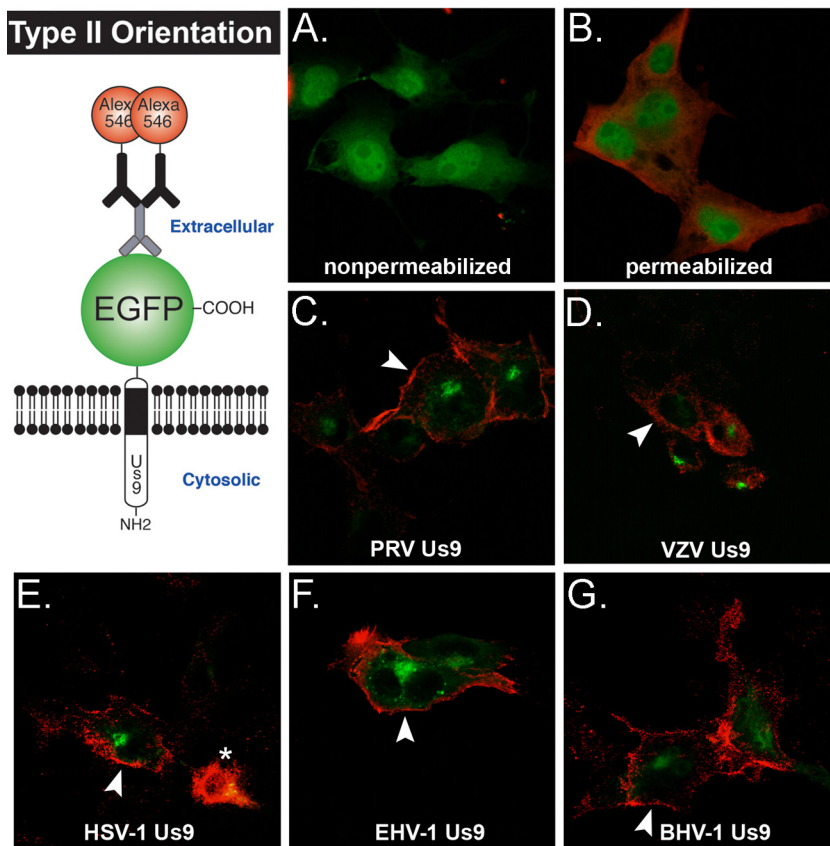 Type II Orientation
Alexa Alexa
546 546
Extracellular
EGFP
COOH
Us9
Cytosolic
NH2
A.
nonpermeabilized
B.
permeabilized
C.
PRV Us9
D.
VZV Us9
E.
*
HSV-1 Us9
F.
EHV-1 Us9
G.
BHV-1 Us9